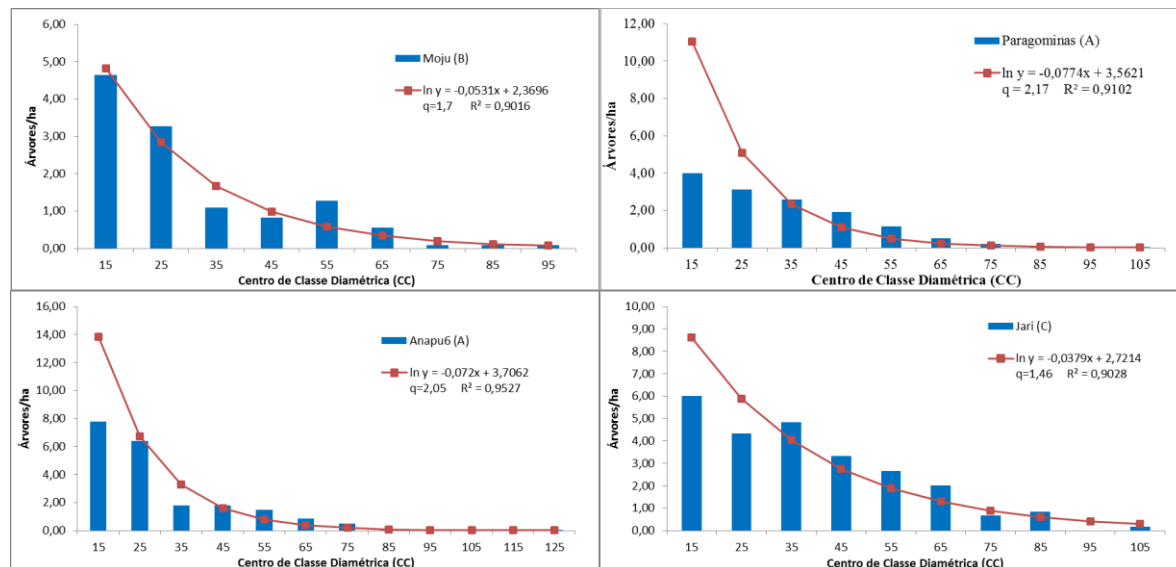 6,00
5,00
4,00
3,00
2,00
1,00
0,00
Árvores/ha
Moju (B)
ln y = -0,0531x + 2,3696
q=1,7 R² = 0,9016
15 25 35 45 55 65 75 85 95
Centro de Classe Diamétrica (CC)
12,00
10,00
8,00
6,00
4,00
2,00
0,00
Árvores/ha
Paragominas (A)
ln y = -0,0774x + 3,5621
q = 2,17 R² = 0,9102
15 25 35 45 55 65 75 85 95 105
Centro de Classe Diamétrica (CC)
16,00
14,00
12,00
10,00
8,00
6,00
4,00
2,00
0,00
Árvores/ha
Anapu6 (A)
ln y = -0,072x + 3,7062
q=2,05 R² = 0,9527
15 25 35 45 55 65 75 85 95 105 115 125
Centro de Classe Diamétrica (CC)
10,00
9,00
8,00
7,00
6,00
5,00
4,00
3,00
2,00
1,00
0,00
Árvores/ha
Jari (C)
ln y = -0,0379x + 2,7214
q=1,46 R² = 0,9028
15 25 35 45 55 65 75 85 95 105
Centro de Classe Diamétrica (CC)